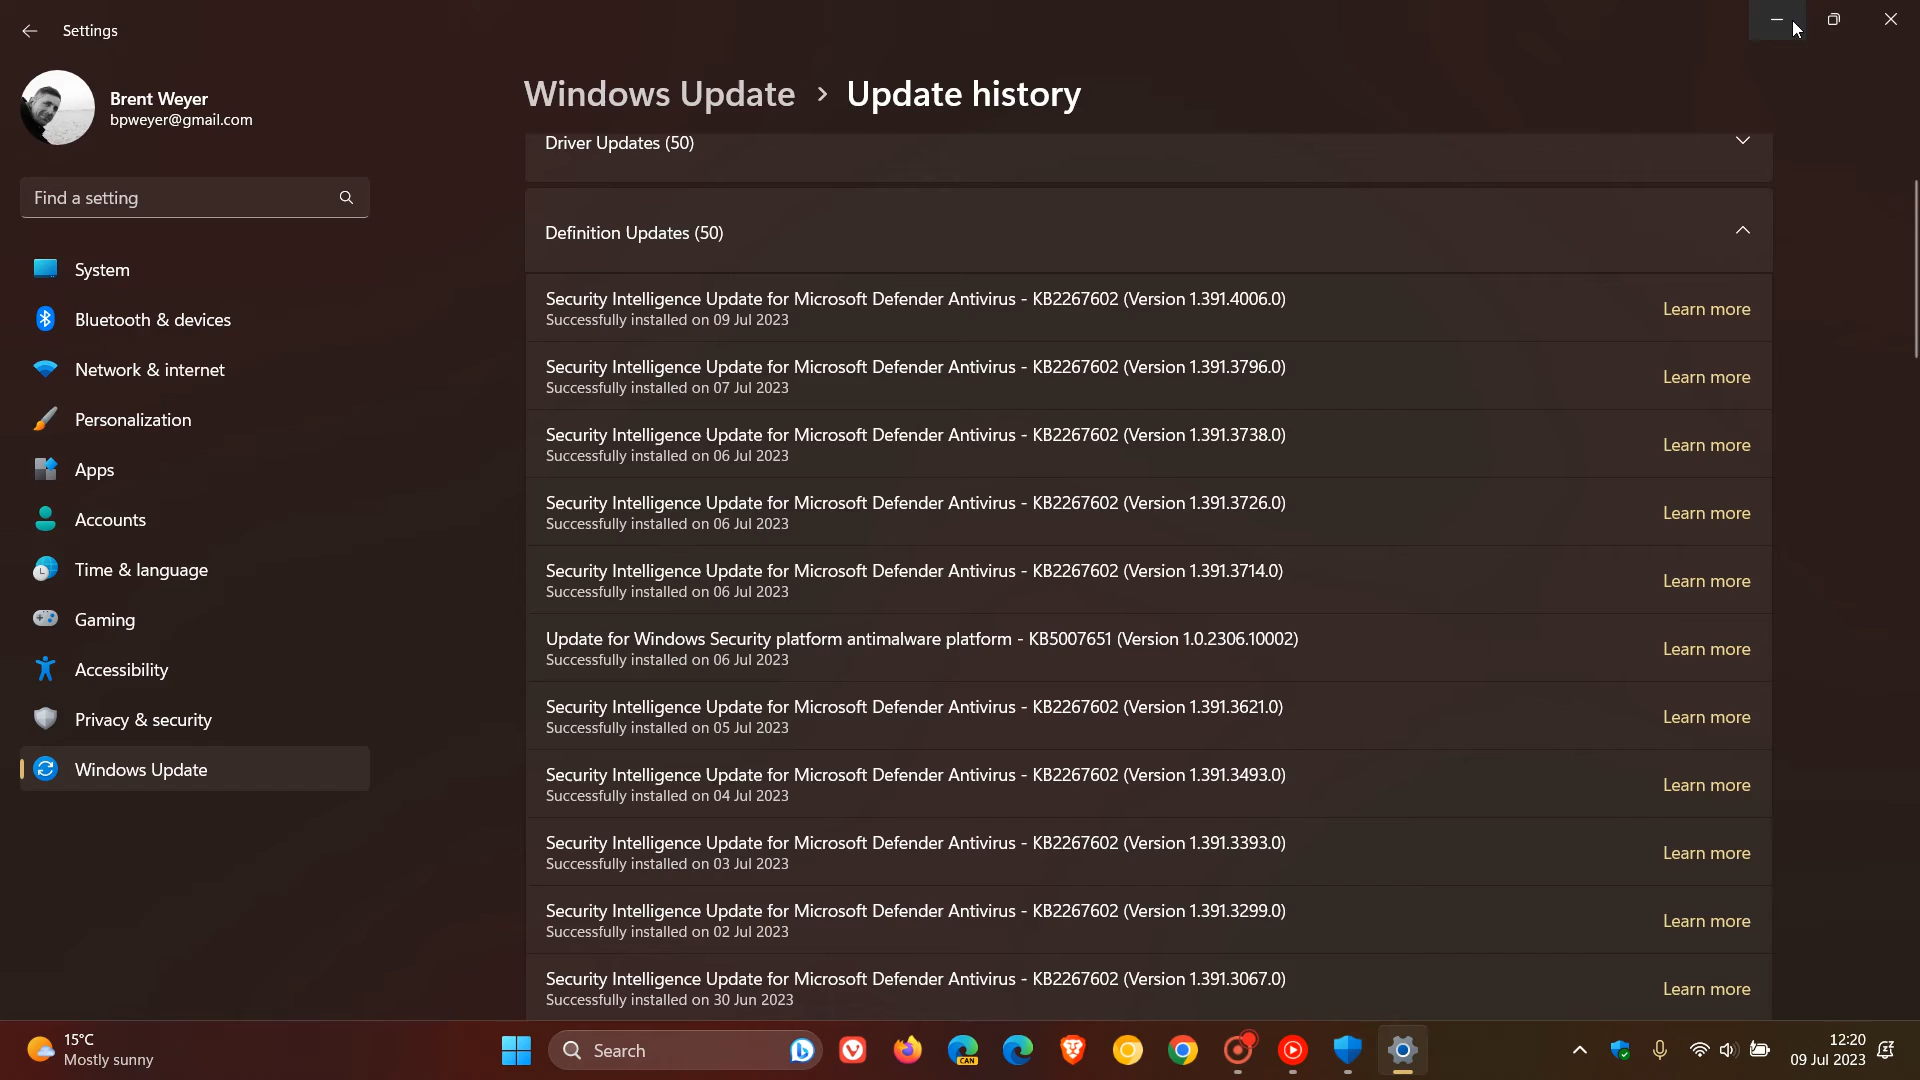 Settings
Brent Weyer
bpweyer@gmail.com
Find a setting
System
Bluetooth & devices
Network & internet
Personalization
Apps
Accounts
Time & language
Gaming
Accessibility
Privacy & security
Windows Update
Windows Update > Update history
Driver Updates (50)
Definition Updates (50)
Security Intelligence Update for Microsoft Defender Antivirus - KB2267602 (Version 1.391.4006.0)
Successfully installed on 09 Jul 2023
Learn more
Security Intelligence Update for Microsoft Defender Antivirus - KB2267602 (Version 1.391.3796.0)
Successfully installed on 07 Jul 2023
Learn more
Security Intelligence Update for Microsoft Defender Antivirus - KB2267602 (Version 1.391.3738.0)
Successfully installed on 06 Jul 2023
Learn more
Security Intelligence Update for Microsoft Defender Antivirus - KB2267602 (Version 1.391.3726.0)
Successfully installed on 06 Jul 2023
Learn more
Security Intelligence Update for Microsoft Defender Antivirus - KB2267602 (Version 1.391.3714.0)
Successfully installed on 06 Jul 2023
Learn more
Update for Windows Security platform antimalware platform - KB5007651 (Version 1.0.2306.10002)
Successfully installed on 06 Jul 2023
Learn more
Security Intelligence Update for Microsoft Defender Antivirus - KB2267602 (Version 1.391.3621.0)
Successfully installed on 05 Jul 2023
Learn more
Security Intelligence Update for Microsoft Defender Antivirus - KB2267602 (Version 1.391.3493.0)
Successfully installed on 04 Jul 2023
Learn more
Security Intelligence Update for Microsoft Defender Antivirus - KB2267602 (Version 1.391.3393.0)
Successfully installed on 03 Jul 2023
Learn more
Security Intelligence Update for Microsoft Defender Antivirus - KB2267602 (Version 1.391.3299.0)
Successfully installed on 02 Jul 2023
Learn more
Security Intelligence Update for Microsoft Defender Antivirus - KB2267602 (Version 1.391.3067.0)
Successfully installed on 30 Jun 2023
Learn more
15°C
Mostly sunny
Search
CAN
12:20
09 Jul 2023